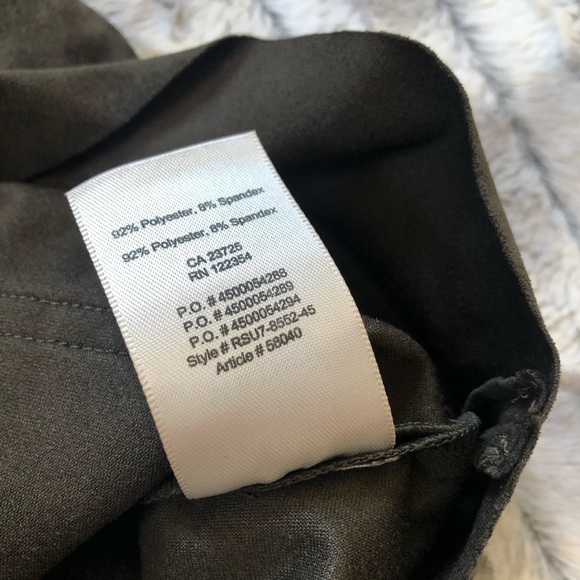 92% Polyester, 8% Spandex
92% Polyester, 8% Spandex
CA 23725
RN 122354
P.O. # 4500054288
P.O. # 4500054289
P.O. # 4500054294
Style # RSU7-8552-45
Article # 58040